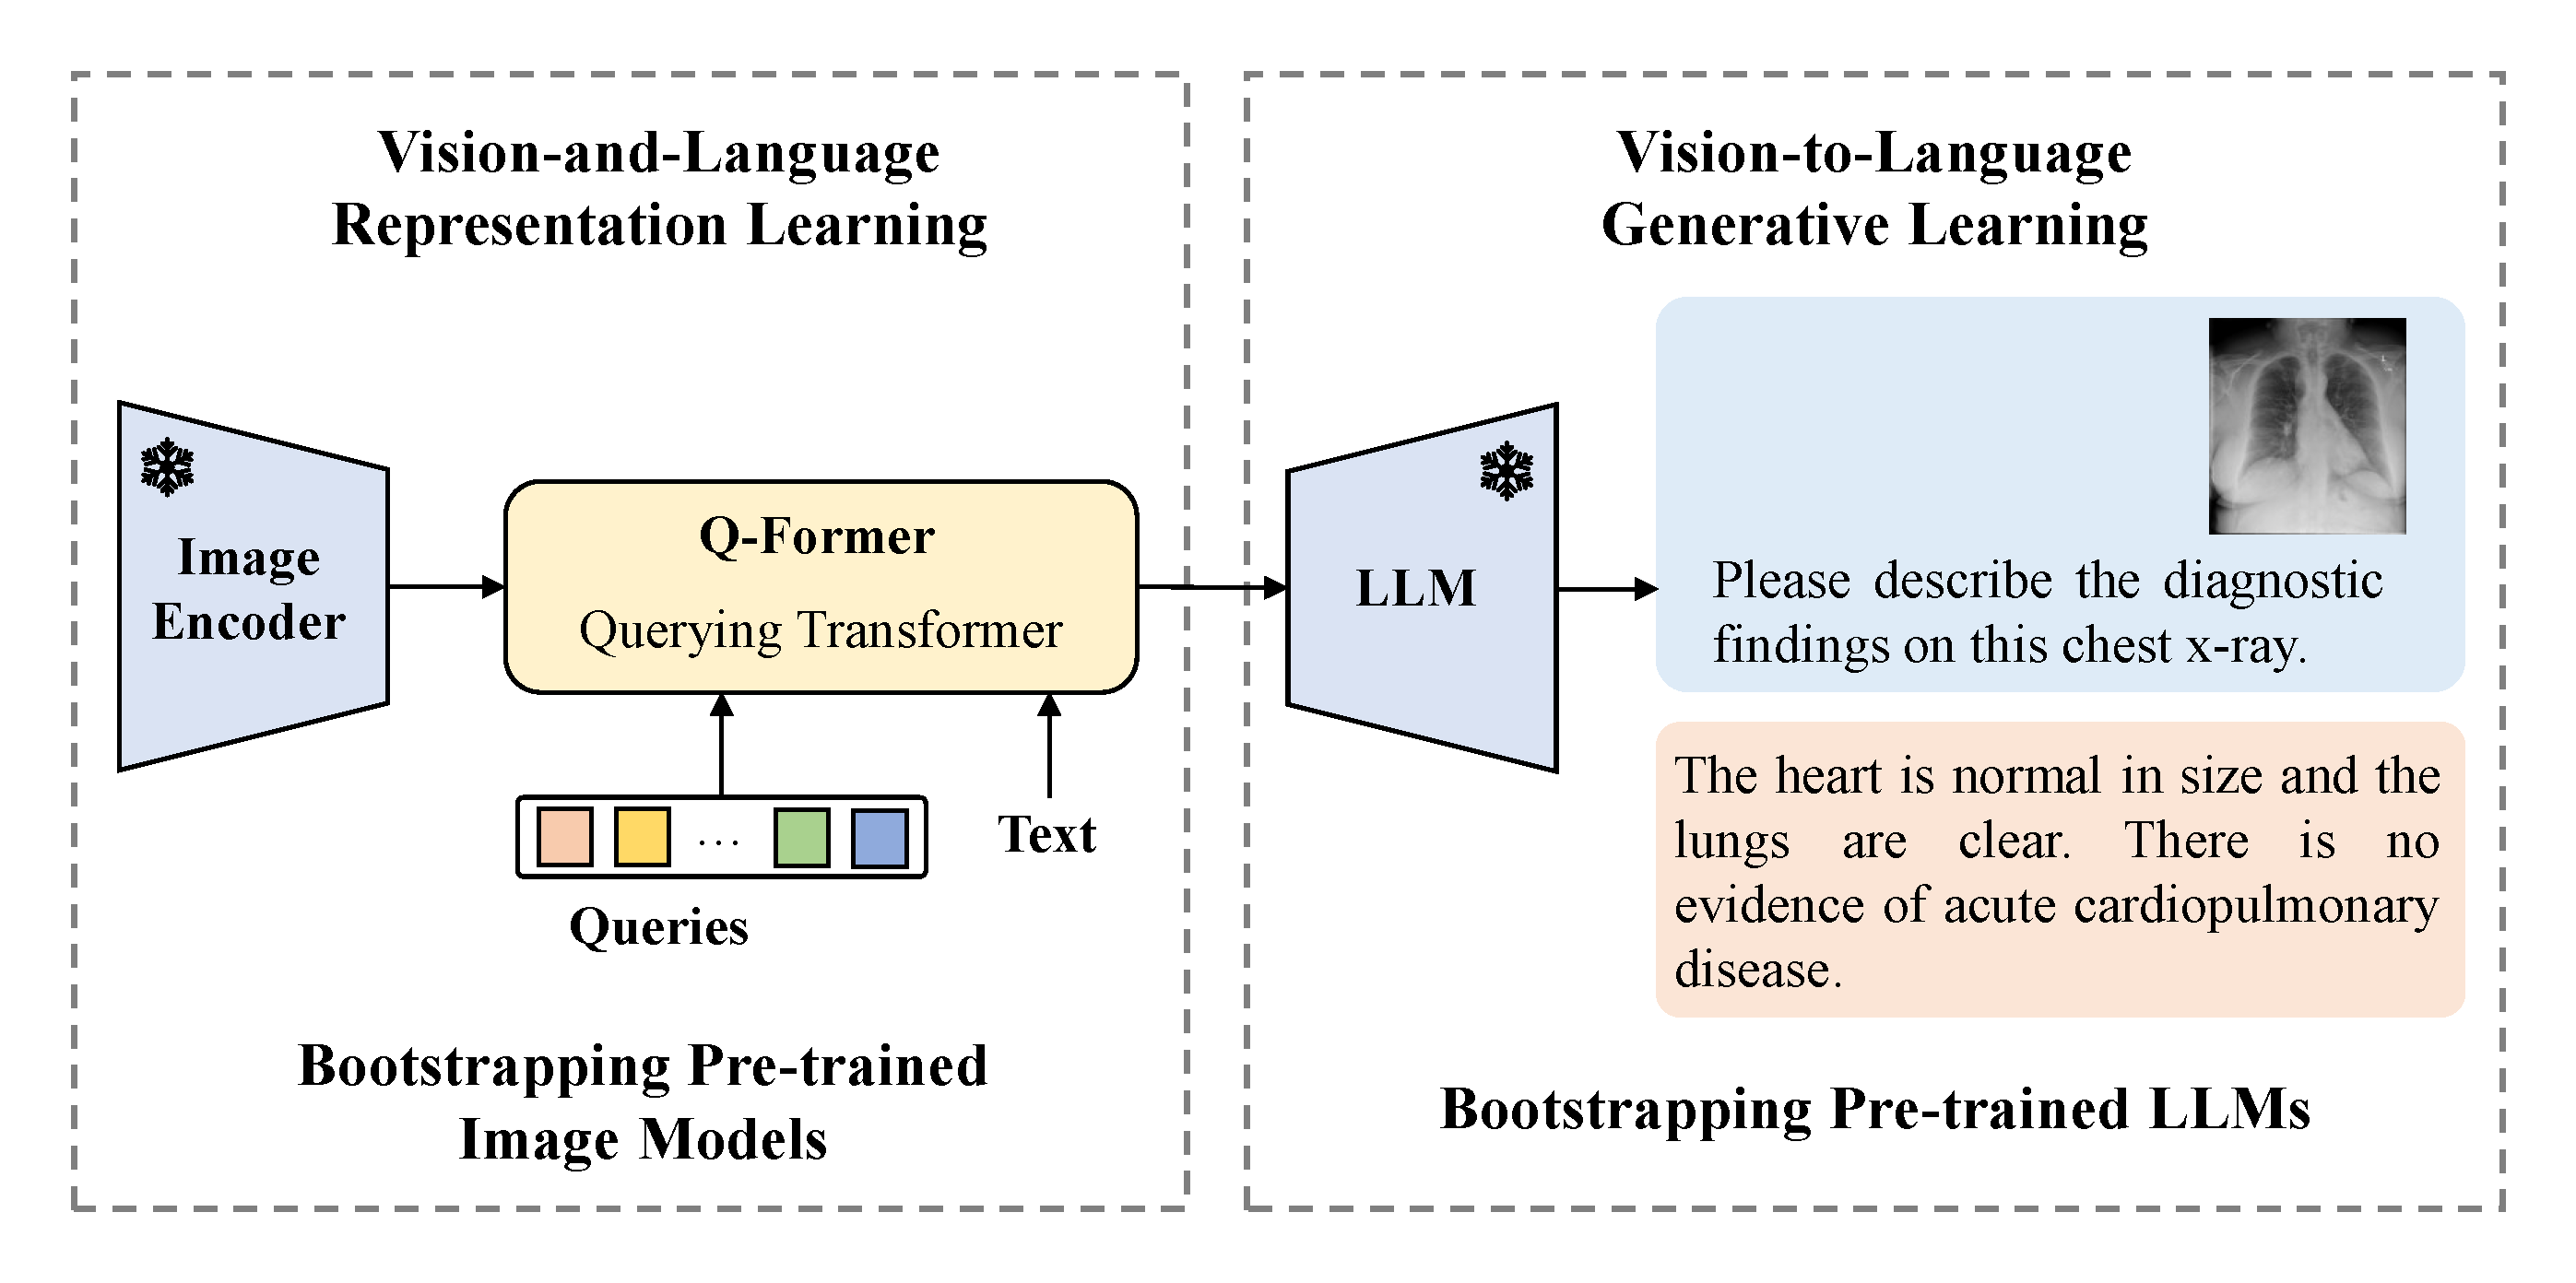 Vision-and-Language
Representation Learning
Image
Encoder
Q-Former
Querying Transformer
...
Queries
Text
Bootstrapping Pre-trained
Image Models
Vision-to-Language
Generative Learning
LLM
Please describe the diagnostic
findings on this chest x-ray.
The heart is normal in size and the
lungs are clear. There is no
evidence of acute cardiopulmonary
disease.
Bootstrapping Pre-trained LLMs